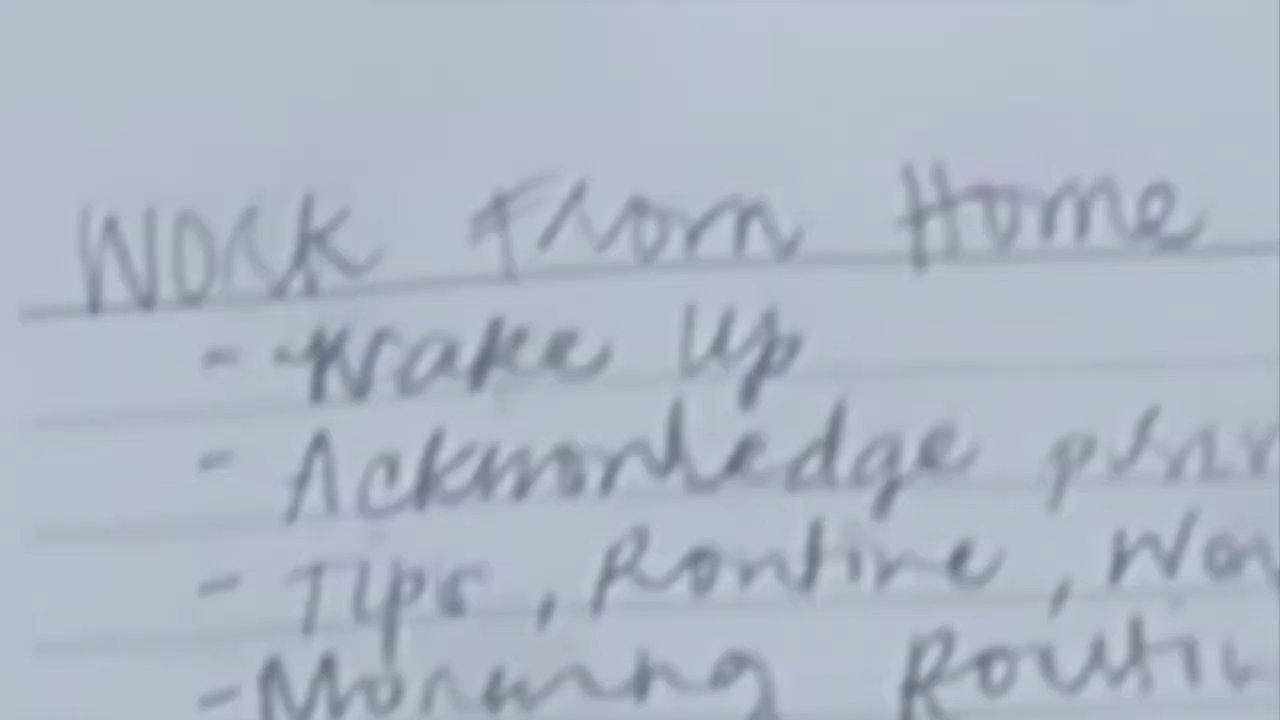 Work From Home
- Wake Up
- Acknowledge
- Tips, Routine,
- Morning